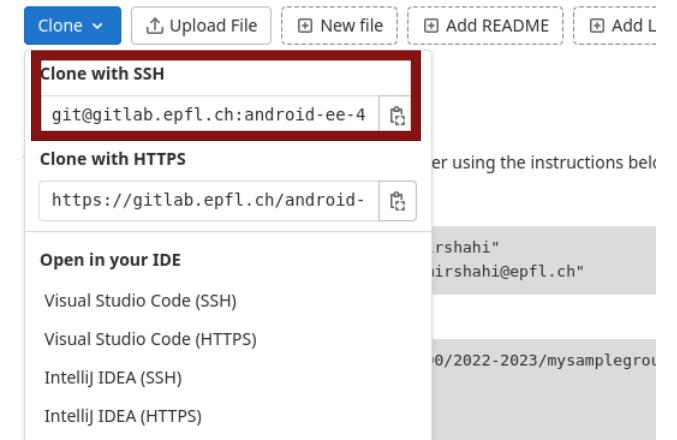 Clone Upload File New file Add README Add L
Clone with SSH
git@gitlab.epfl.ch:android-ee-4
Clone with HTTPS
er using the instructions belo
https://gitlab.epfl.ch/android-
Open in your IDE
rshahi"
irshahi@epfl.ch"
Visual Studio Code (SSH)
Visual Studio Code (HTTPS)
0/2022-2023/mysamplegrou
IntelliJ IDEA (SSH)
IntelliJ IDEA (HTTPS)